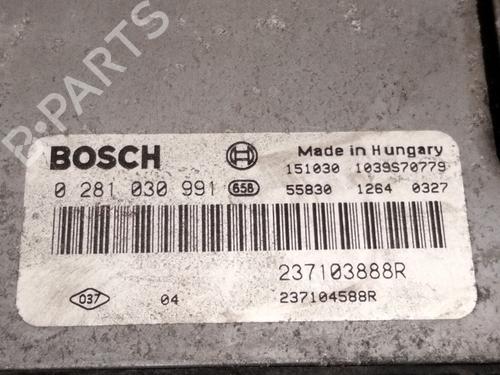 B-PARTS
BOSCH
Made in Hungary
151030 1039S70779
0 281 030 991 658 55830 1264 0327
237103888R
037 04 237104588R